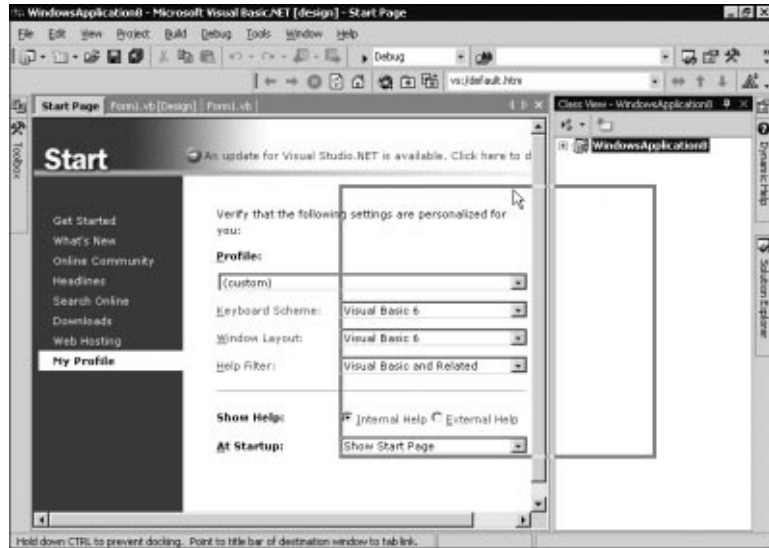 WindowsApplication8 - Microsoft Visual Basic.NET [design] - Start Page
File Edit View Project Build Debug Tools Window Help
Debug
vs:/default.htm
Start Page Form1.vb [Design] Form1.vb
Class View - WindowsApplication8
Toolbox
WindowsApplication8
Dynamic Help
Solution Explorer
Start
An update for Visual Studio.NET is available. Click here to d
Get Started
What's New
Online Community
Headlines
Search Online
Downloads
Web Hosting
My Profile
Verify that the following settings are personalized for
you:
Profile:
(custom)
Keyboard Scheme: Visual Basic 6
Window Layout: Visual Basic 6
Help Filter: Visual Basic and Related
Show Help: Internal Help External Help
At Startup: Show Start Page
Hold down CTRL to prevent docking. Point to title bar of destination window to tab link.